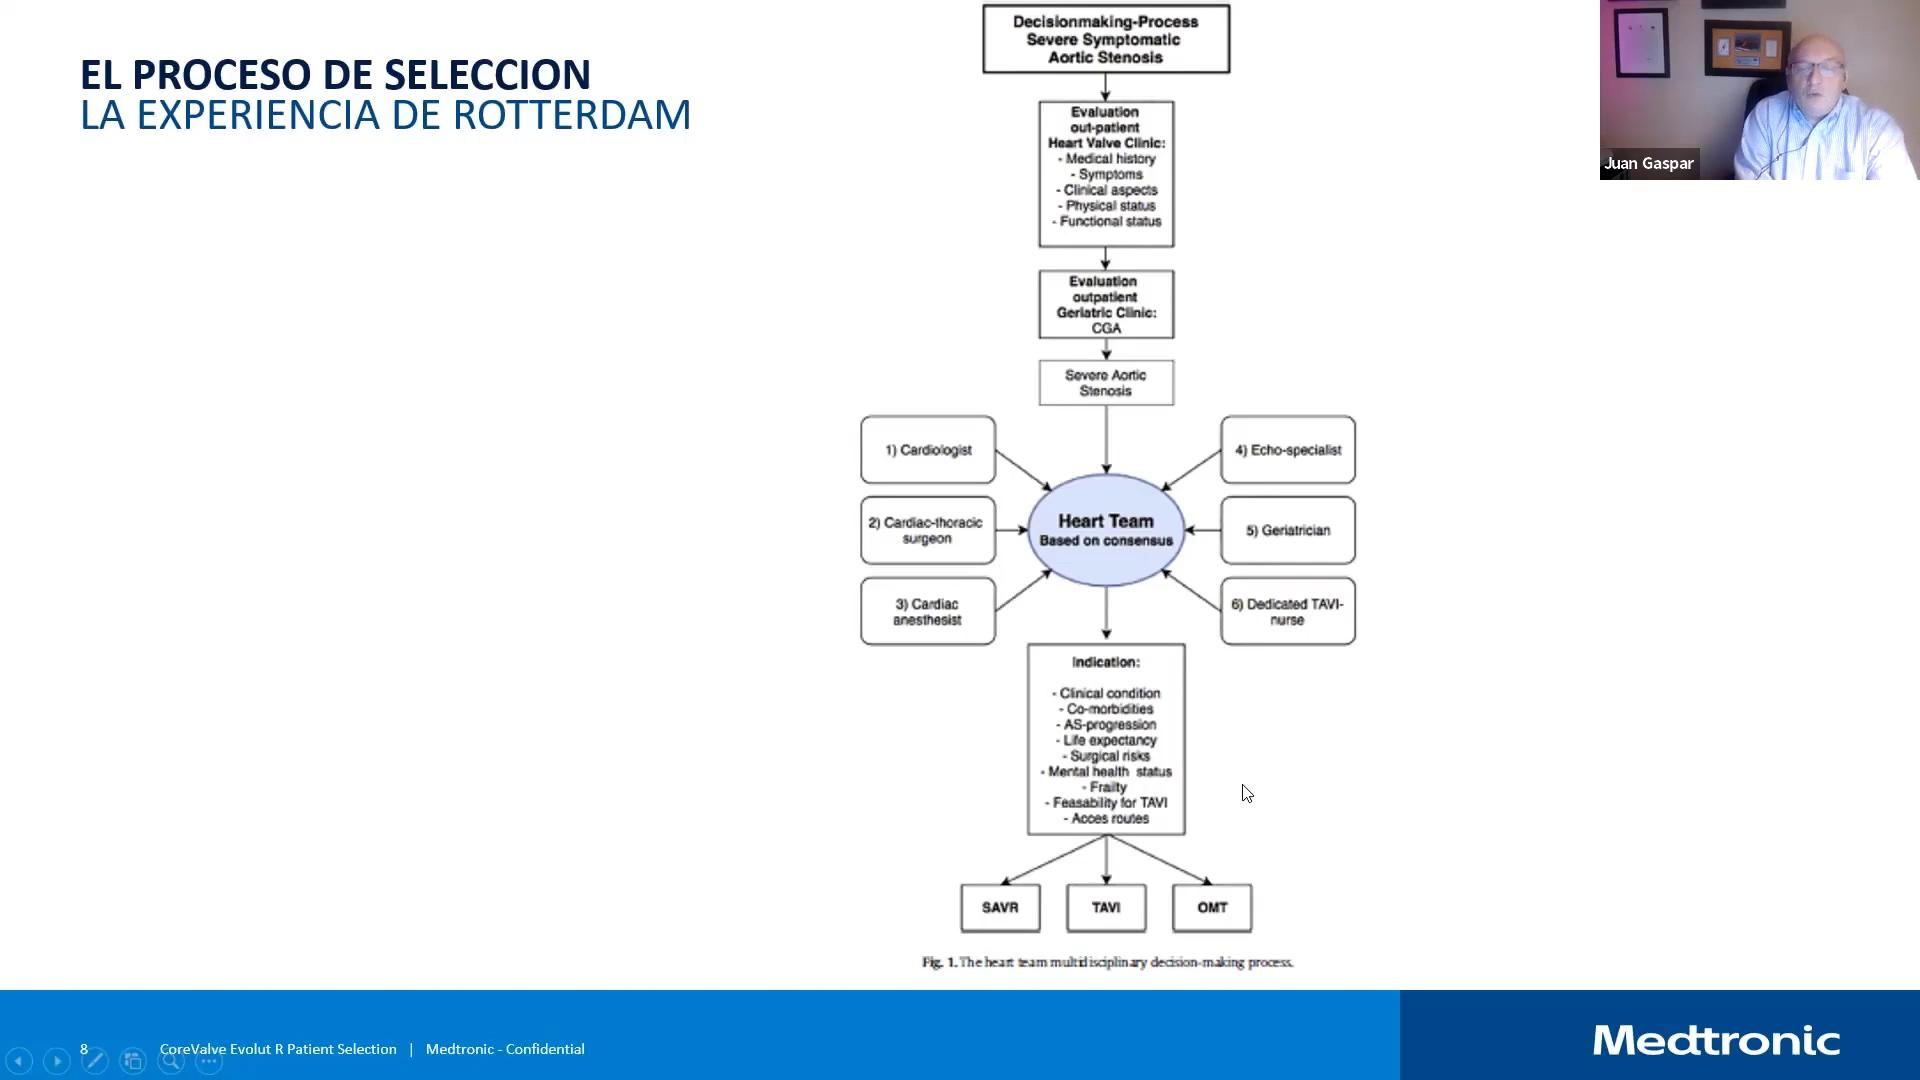 EL PROCESO DE SELECCION
LA EXPERIENCIA DE ROTTERDAM
Decisionmaking-Process
Severe Symptomatic
Aortic Stenosis
Evaluation
out-patient
Heart Valve Clinic:
- Medical history
- Symptoms
- Clinical aspects
- Physical status
- Functional status
Evaluation
outpatient
Geriatric Clinic:
CGA
Severe Aortic
Stenosis
1) Cardiologist
2) Cardiac-thoracic
surgeon
3) Cardiac
anesthesist
Heart Team
Based on consensus
4) Echo-specialist
5) Geriatrician
6) Dedicated TAVI-
nurse
Indication:
- Clinical condition
- Co-morbidities
- AS-progression
- Life expectancy
- Surgical risks
- Mental health status
- Frailty
- Feasability for TAVI
- Acces routes
SAVR
TAVI
OMT
Fig. 1. The heart team multidisciplinary decision-making process.
Juan Gaspar
8
CoreValve Evolut R Patient Selection | Medtronic - Confidential
Medtronic